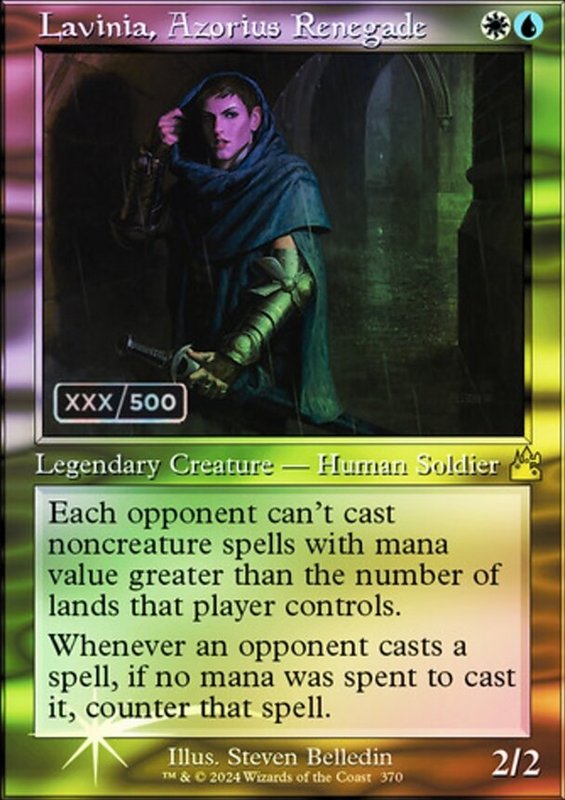 Lavinia, Azorius Renegade
XXX/500
Legendary Creature — Human Soldier
Each opponent can't cast
noncreature spells with mana
value greater than the number of
lands that player controls.
Whenever an opponent casts a
spell, if no mana was spent to cast
it, counter that spell.
Illus. Steven Belledin
2/2
™ & © 2024 Wizards of the Coast 370